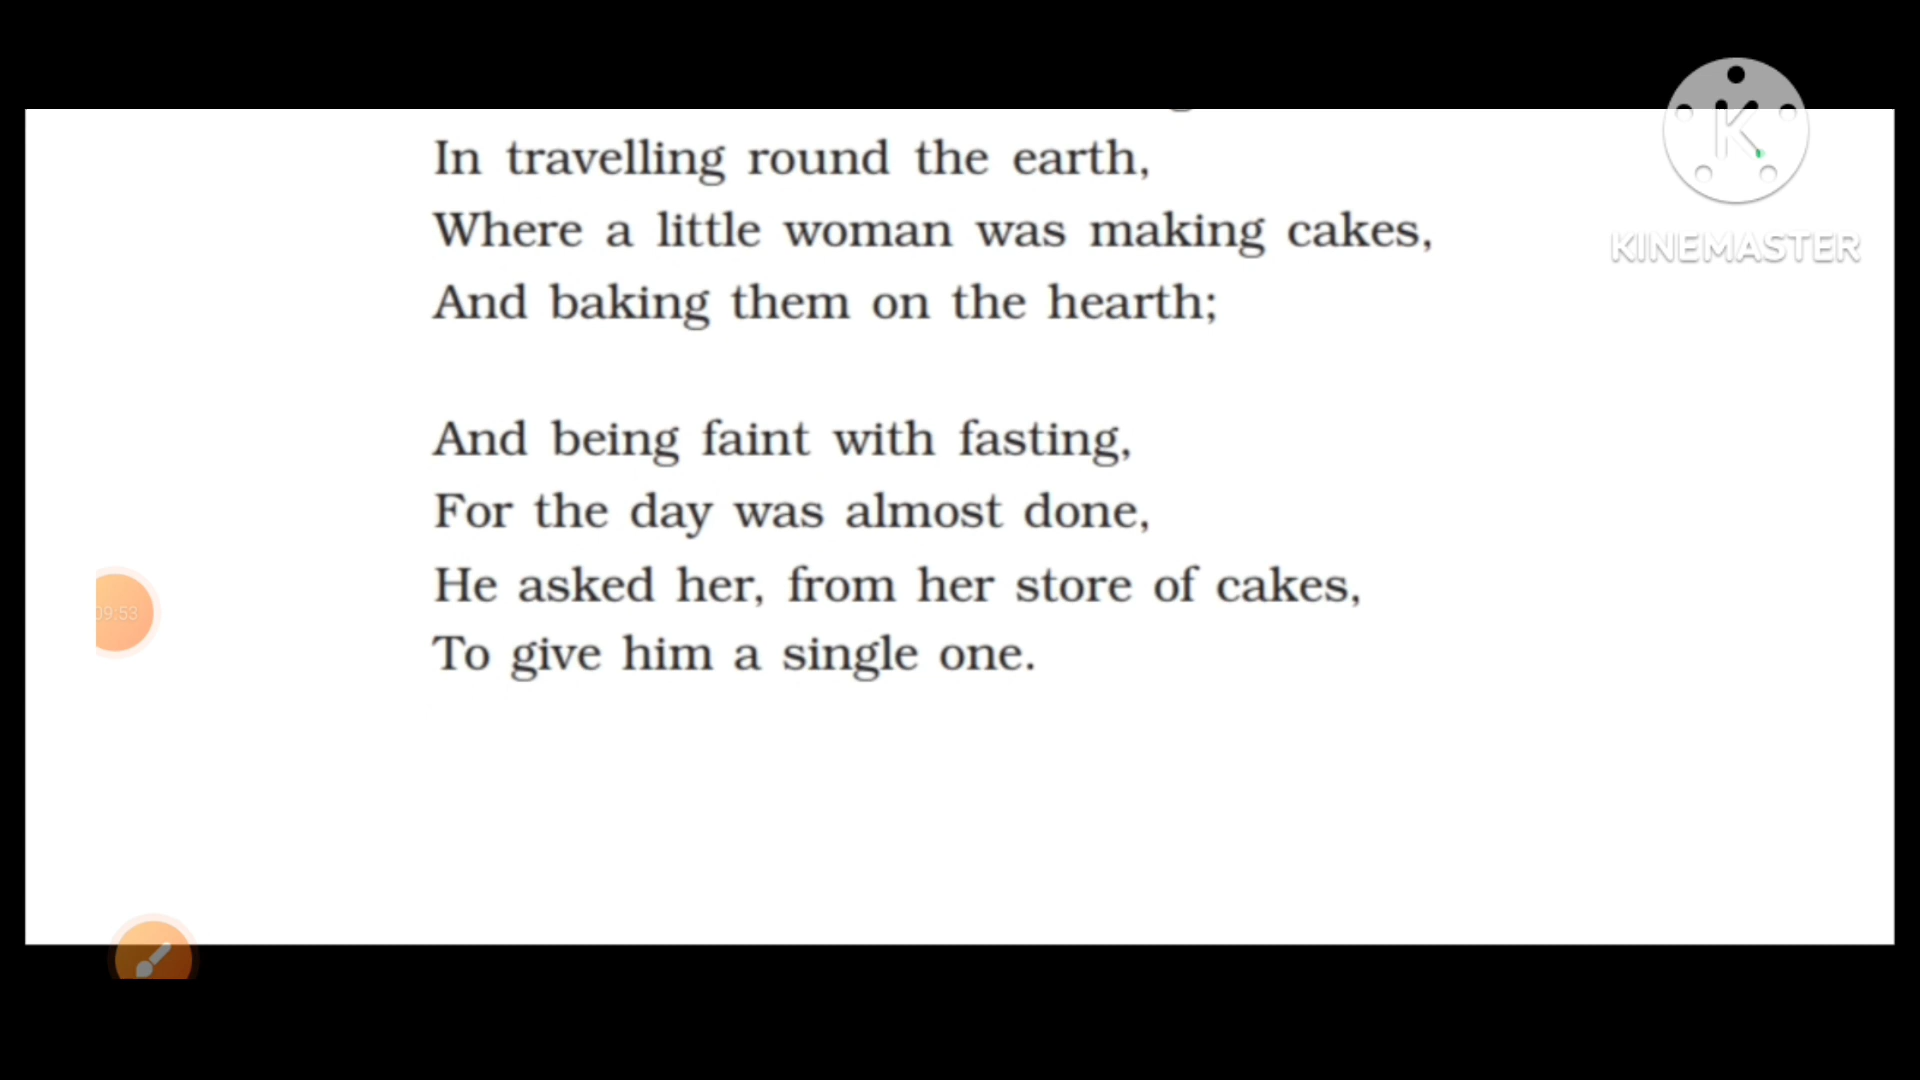 KINEMASTER
In travelling round the earth,
Where a little woman was making cakes,
And baking them on the hearth;
And being faint with fasting,
For the day was almost done,
He asked her, from her store of cakes,
To give him a single one.
09:53